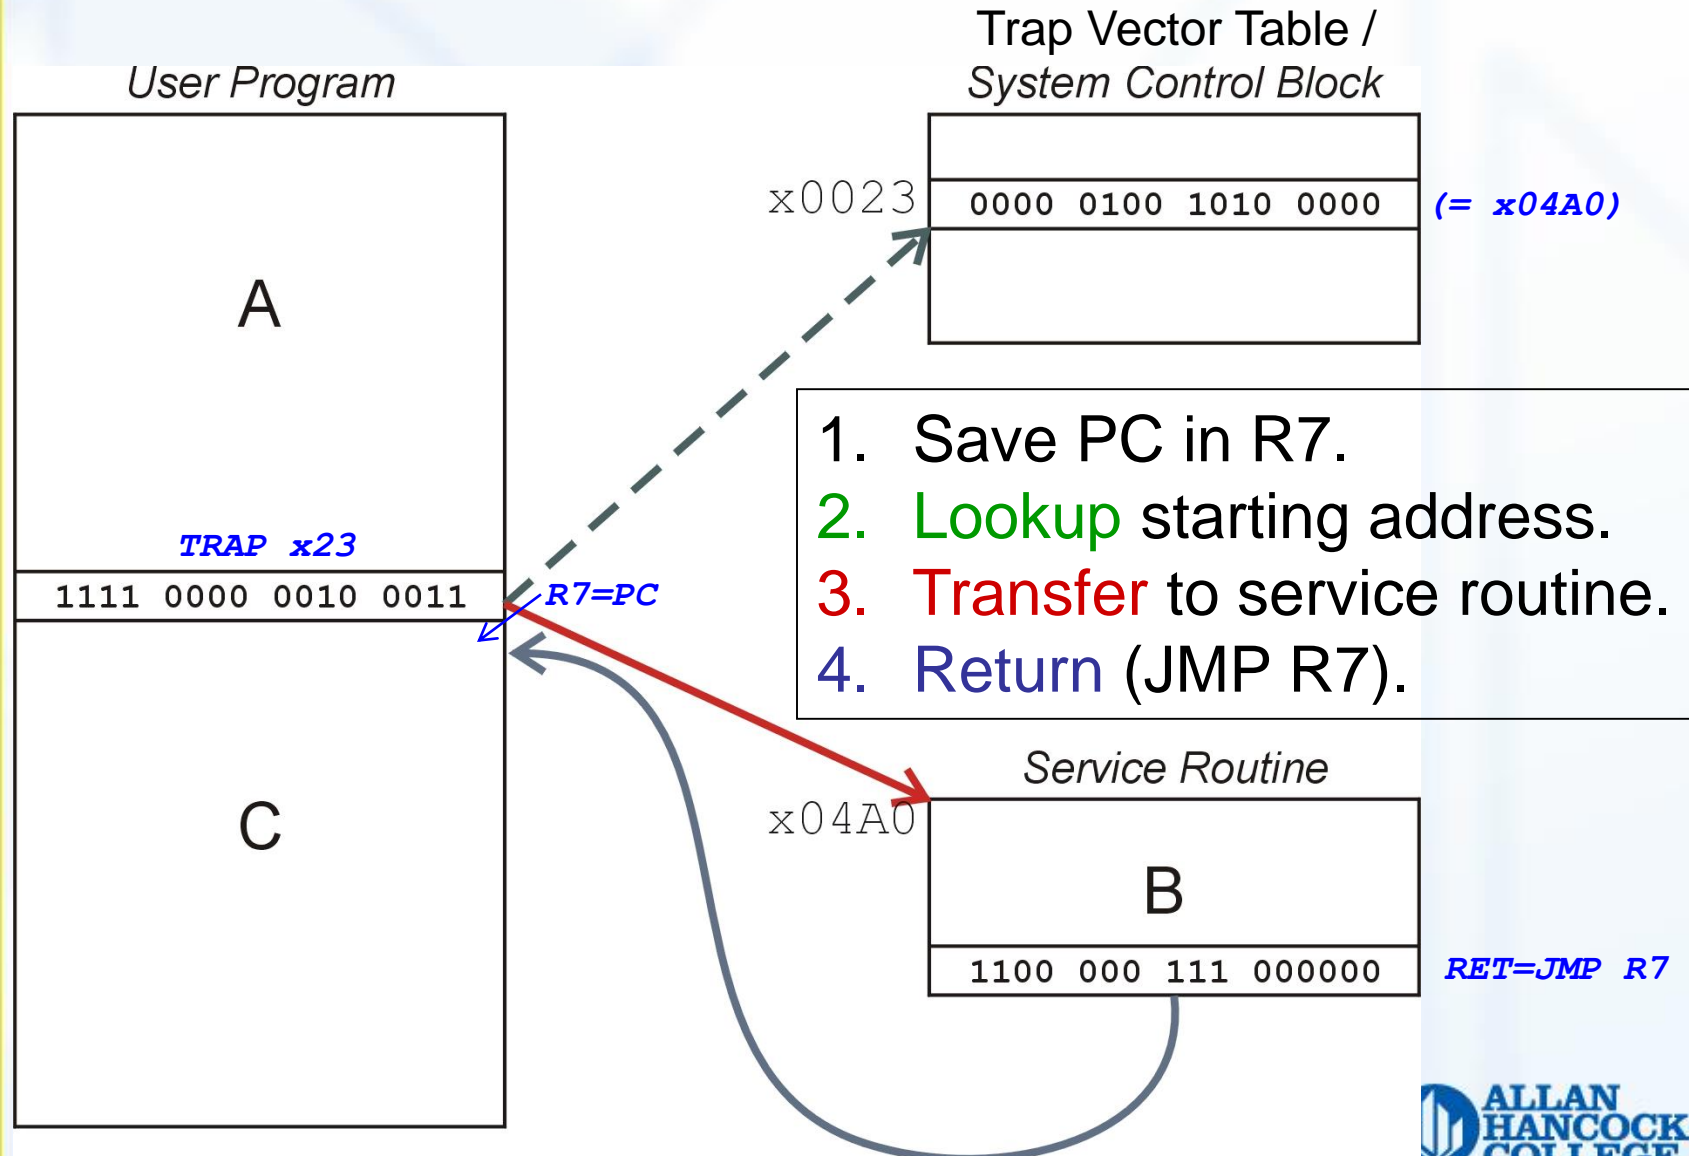 Trap Vector Table /
User Program
System Control Block
x0023
0000 0100 1010 0000
(= x04A0)
A
1. Save PC in R7.
2. Lookup starting address.
3. Transfer to service routine.
4. Return (JMP R7).
TRAP x23
1111 0000 0010 0011
R7=PC
C
Service Routine
x04A0
B
1100 000 111 000000
RET=JMP R7
ALLAN
HANCOCK
COLLEGE